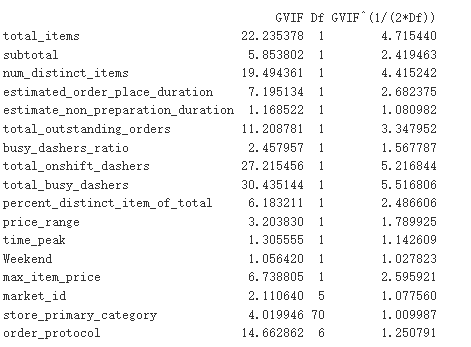 GVIF Df GVIF^(1/(2*Df))
total_items 22.235378 1 4.715440
subtotal 5.853802 1 2.419463
num_distinct_items 19.494361 1 4.415242
estimated_order_place_duration 7.195134 1 2.682375
estimate_non_preparation_duration 1.168522 1 1.080982
total_outstanding_orders 11.208781 1 3.347952
busy_dashers_ratio 2.457957 1 1.567787
total_onshift_dashers 27.215456 1 5.216844
total_busy_dashers 30.435144 1 5.516806
percent_distinct_item_of_total 6.183211 1 2.486606
price_range 3.203830 1 1.789925
time_peak 1.305555 1 1.142609
Weekend 1.056420 1 1.027823
max_item_price 6.738805 1 2.595921
market_id 2.110640 5 1.077560
store_primary_category 4.019946 70 1.009987
order_protocol 14.662862 6 1.250791